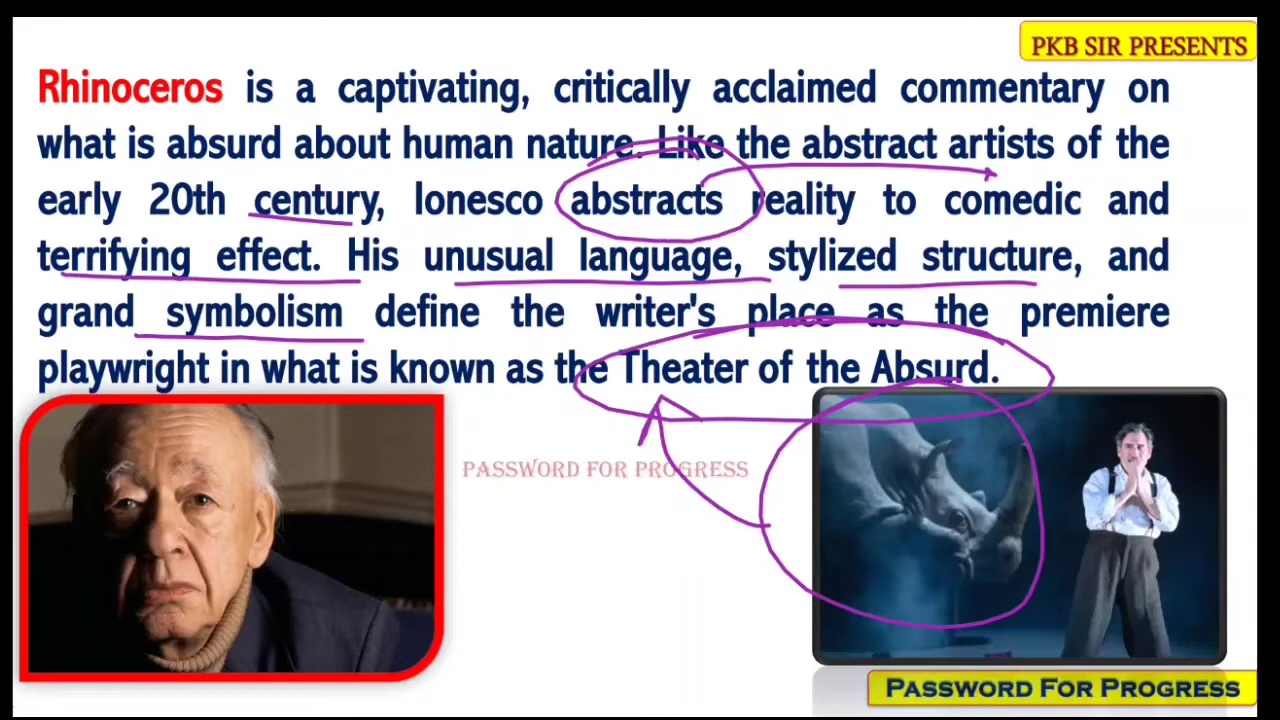 PKB SIR PRESENTS
Rhinoceros is a captivating, critically acclaimed commentary on
what is absurd about human nature. Like the abstract artists of the
early 20th century, Ionesco abstracts reality to comedic and
terrifying effect. His unusual language, stylized structure, and
grand symbolism define the writer's place as the premiere
playwright in what is known as the Theater of the Absurd.
PASSWORD FOR PROGRESS
PASSWORD FOR PROGRESS